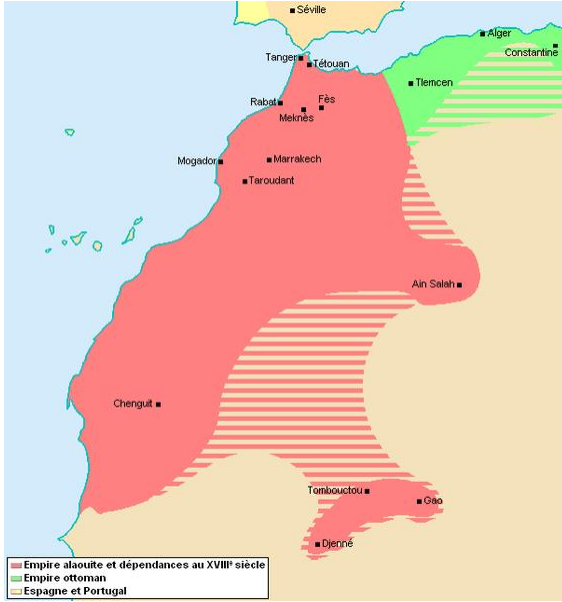 Séville
Alger
Constantine
Tanger
Tétouan
Tlemcen
Rabat
Fès
Meknès
Mogador
Marrakech
Taroudant
Ain Salah
Chenguit
Tombouctou
Gao
Djenné
Empire alaouite et dépendances au XVIIIᵉ siècle
Empire ottoman
Espagne et Portugal